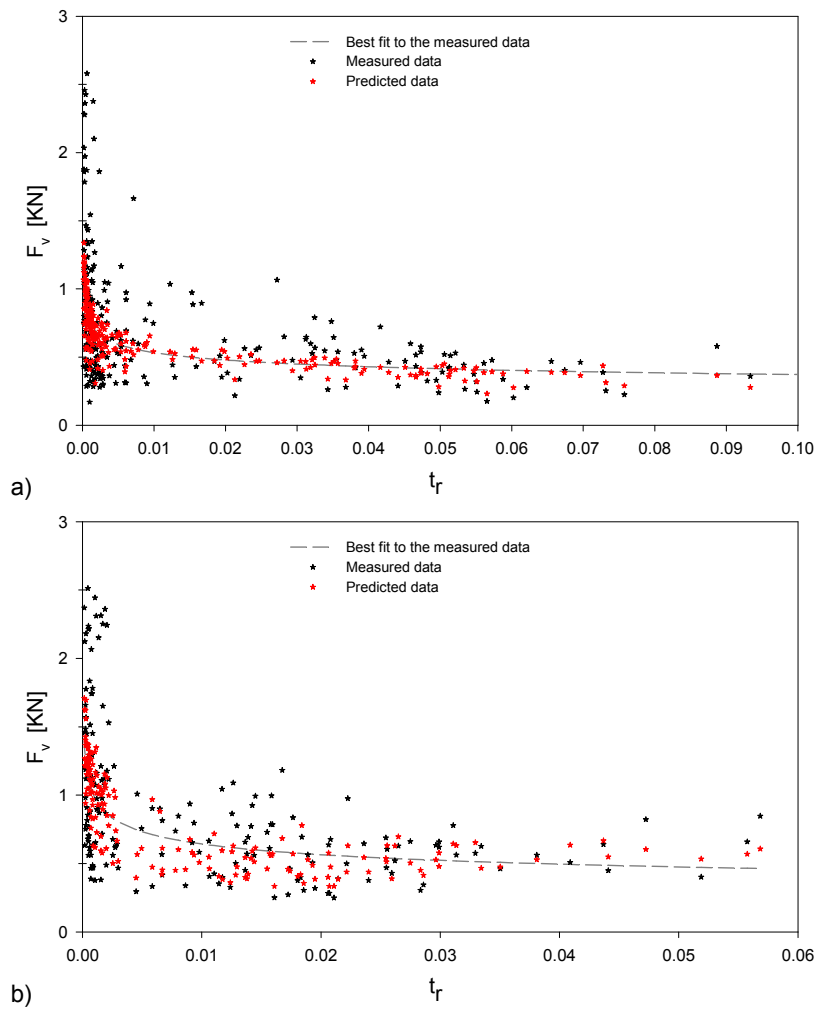 3
Best fit to the measured data
Measured data
Predicted data
2
F_v [KN]
1
0
0.00 0.01 0.02 0.03 0.04 0.05 0.06 0.07 0.08 0.09 0.10
a)
t_r
3
Best fit to the measured data
Measured data
Predicted data
2
F_v [KN]
1
0
0.00 0.01 0.02 0.03 0.04 0.05 0.06
b)
t_r